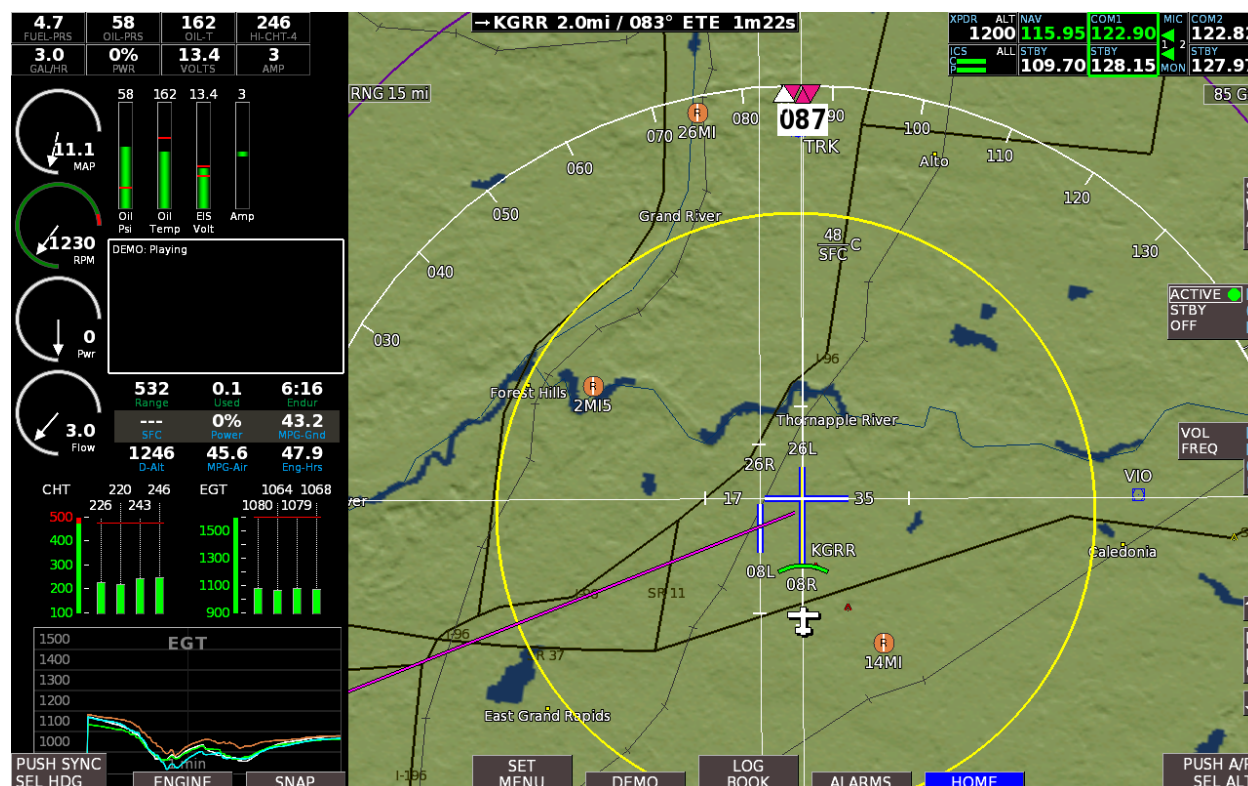 4.7 58 162 246
FUEL-PRS OIL-PRS OIL-T HI-CHT-4
3.0 0% 13.4 3
GAL/HR PWR VOLTS AMP
→KGRR 2.0mi / 083° ETE 1m22s
XPDR ALT NAV COM1 MIC COM2
1200 115.95 122.90 1 2 122.82
ICS ALL STBY STBY MON STBY
C
P
109.70 128.15 127.97
RNG 15 mi
85 G
58 162 13.4 3
11.1
MAP
1230
RPM
0
Pwr
3.0
Flow
Oil Oil EIS Amp
Psi Temp Volt
DEMO: Playing
532 0.1 6:16
Range Used Endur
--- 0% 43.2
SFC Power MPG-Gnd
1246 45.6 47.9
D-Alt MPG-Air Eng-Hrs
CHT 220 246 EGT 1064 1068
226 243 1080 1079
500
400
300
200
100
1500
1300
1100
900
EGT
1500
1400
1300
1200
1100
1000
min
087
TRK
030
040
050
060
070
080
90
100
110
120
130
26MI
Alto
Grand River
48
SFC
C
I-96
Forest Hills
2MI5
Thornapple River
26L
26R
17
35
VIO
ver
KGRR
08L
08R
Caledonia
SR 11
I-96
I-96
R 37
14MI
East Grand Rapids
I-196
R
R
R
ACTIVE
STBY
OFF
VOL
FREQ
PUSH SYNC
SEL HDG
ENGINE
SNAP
SET
MENU
DEMO
LOG
BOOK
ALARMS
HOME
PUSH A/P
SEL ALT